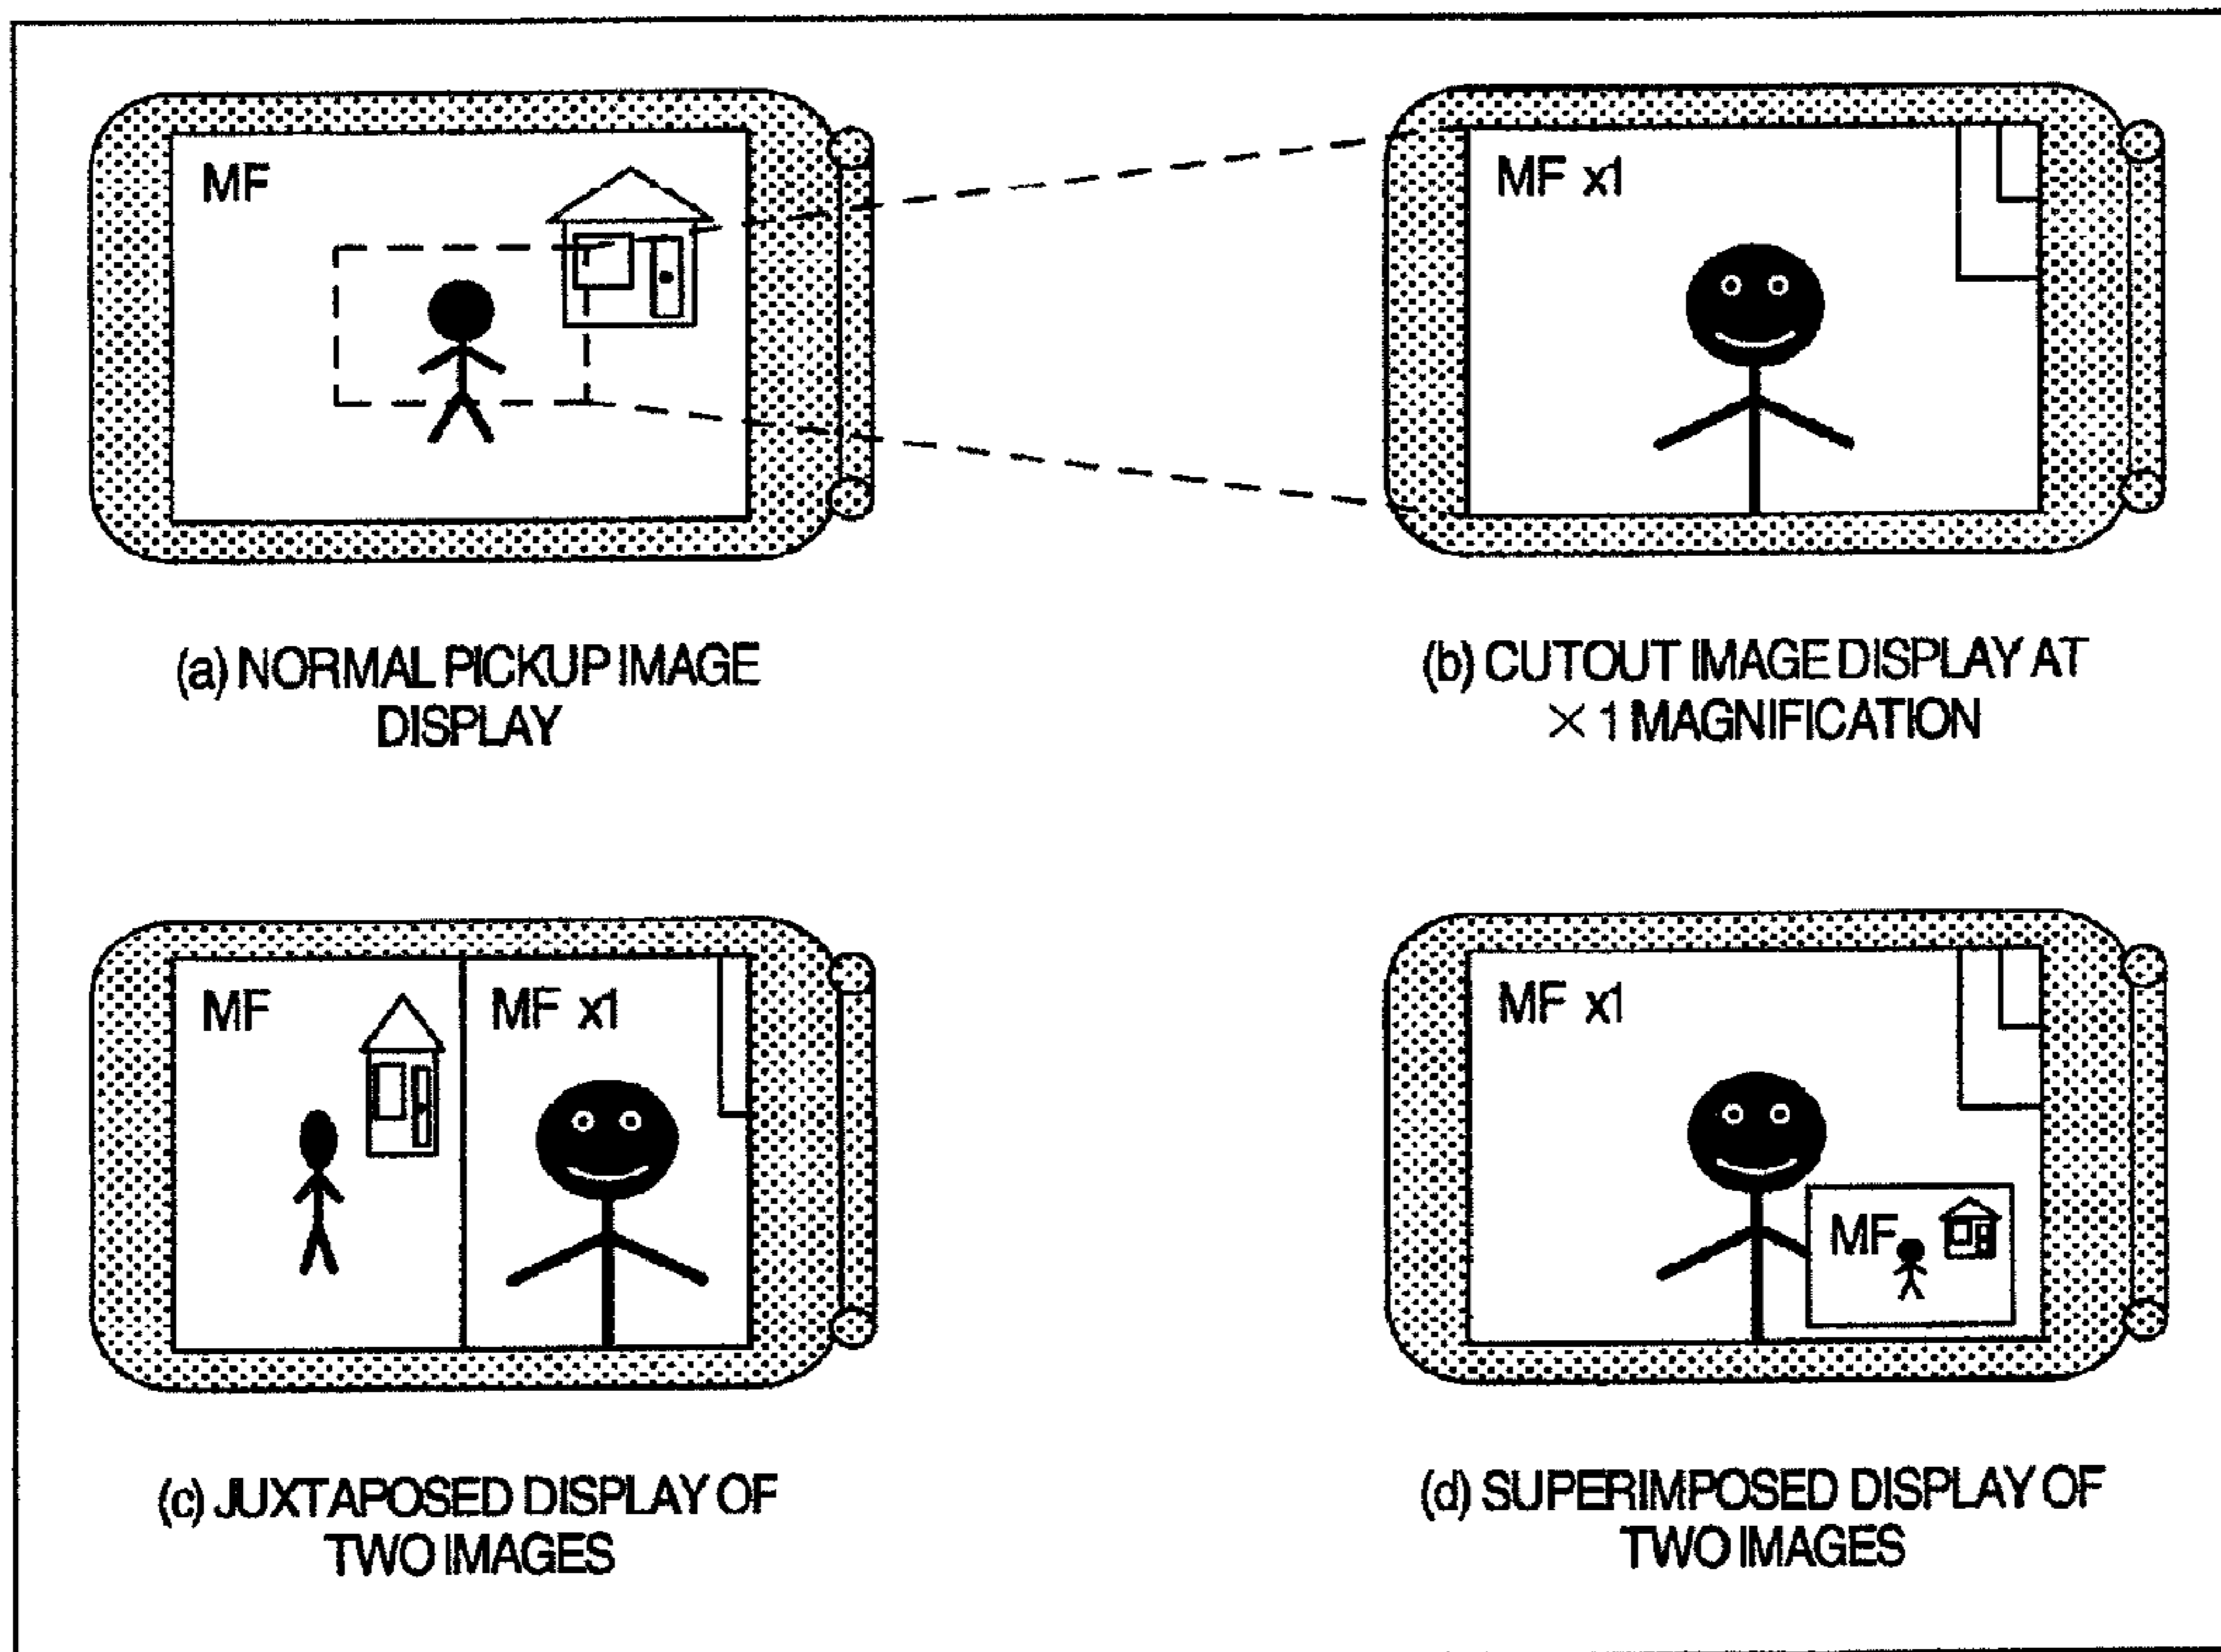 MF
MF x1
(a) NORMAL PICKUP IMAGE
DISPLAY
(b) CUTOUT IMAGE DISPLAY AT
× 1 MAGNIFICATION
MF
MF x1
MF x1
MF
(c) JUXTAPOSED DISPLAY OF
TWO IMAGES
(d) SUPERIMPOSED DISPLAY OF
TWO IMAGES